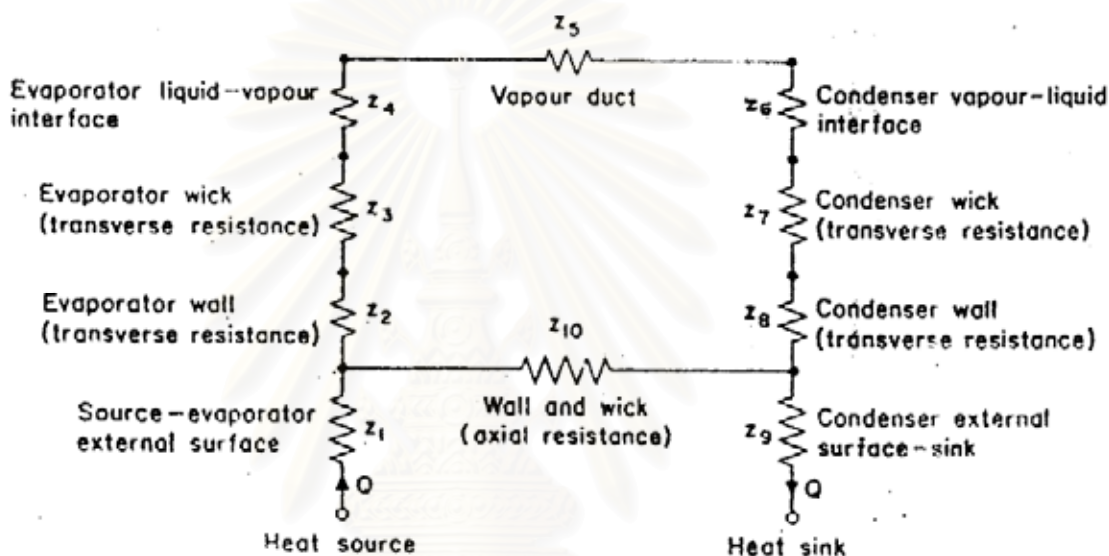 z5
Vapour duct
Evaporator liquid-vapour
interface
z4
z6
Condenser vapour-liquid
interface
Evaporator wick
(transverse resistance)
z3
z7
Condenser wick
(transverse resistance)
Evaporator wall
(transverse resistance)
z2
z10
z8
Condenser wall
(transverse resistance)
Source-evaporator
external surface
z1
Wall and wick
(axial resistance)
z9
Condenser external
surface-sink
Q
Q
Heat source
Heat sink